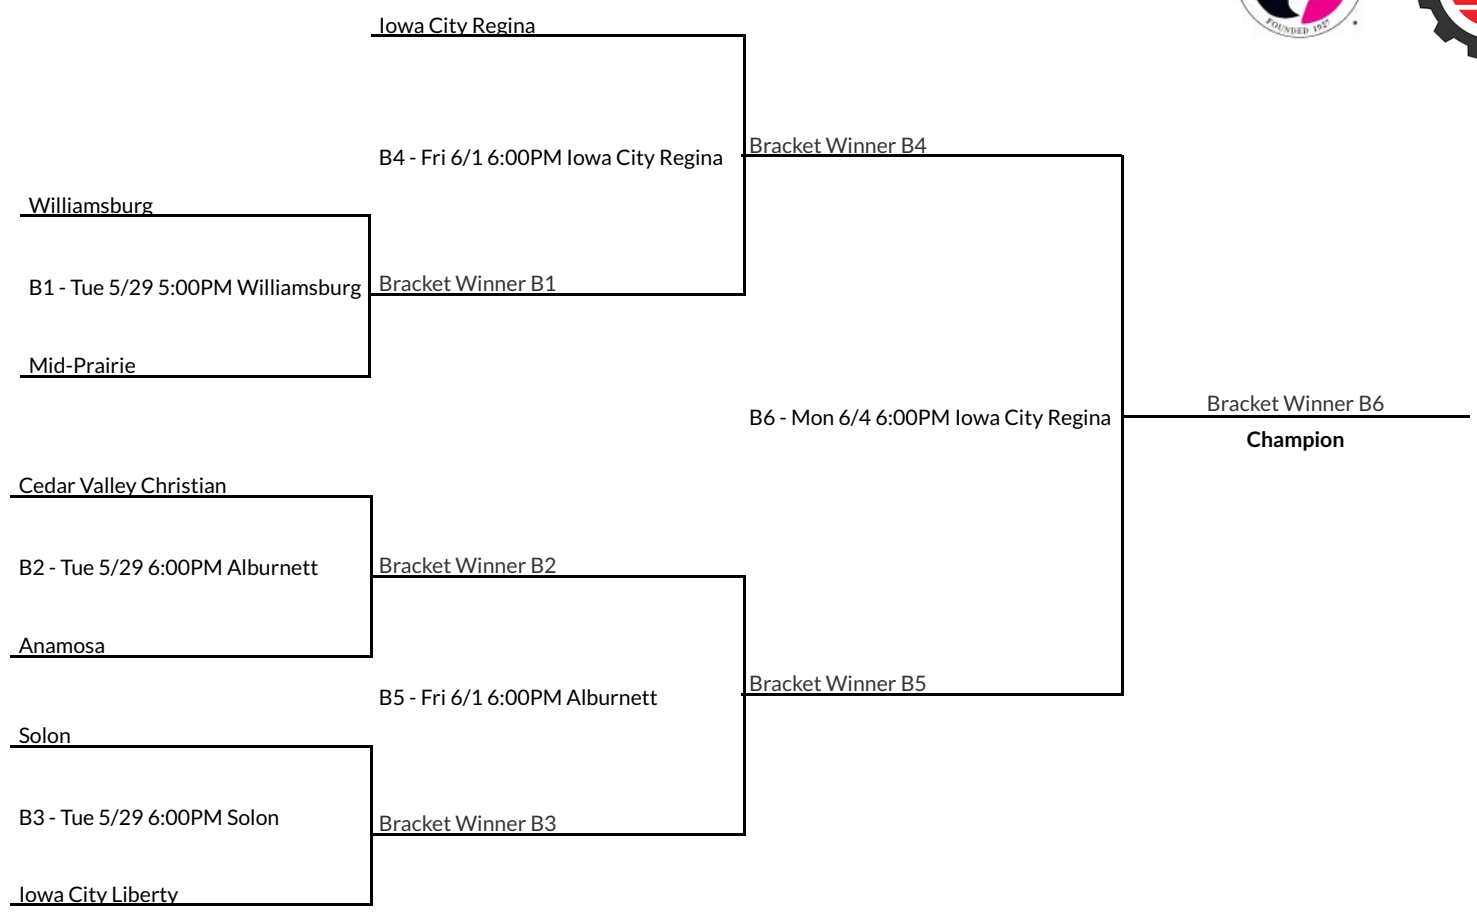 FOUNDED 1927
Iowa City Regina
B4 - Fri 6/1 6:00PM Iowa City Regina
Bracket Winner B4
Williamsburg
B1 - Tue 5/29 5:00PM Williamsburg
Bracket Winner B1
Mid-Prairie
B6 - Mon 6/4 6:00PM Iowa City Regina
Bracket Winner B6
Champion
Cedar Valley Christian
B2 - Tue 5/29 6:00PM Alburnett
Bracket Winner B2
Anamosa
B5 - Fri 6/1 6:00PM Alburnett
Bracket Winner B5
Solon
B3 - Tue 5/29 6:00PM Solon
Bracket Winner B3
Iowa City Liberty